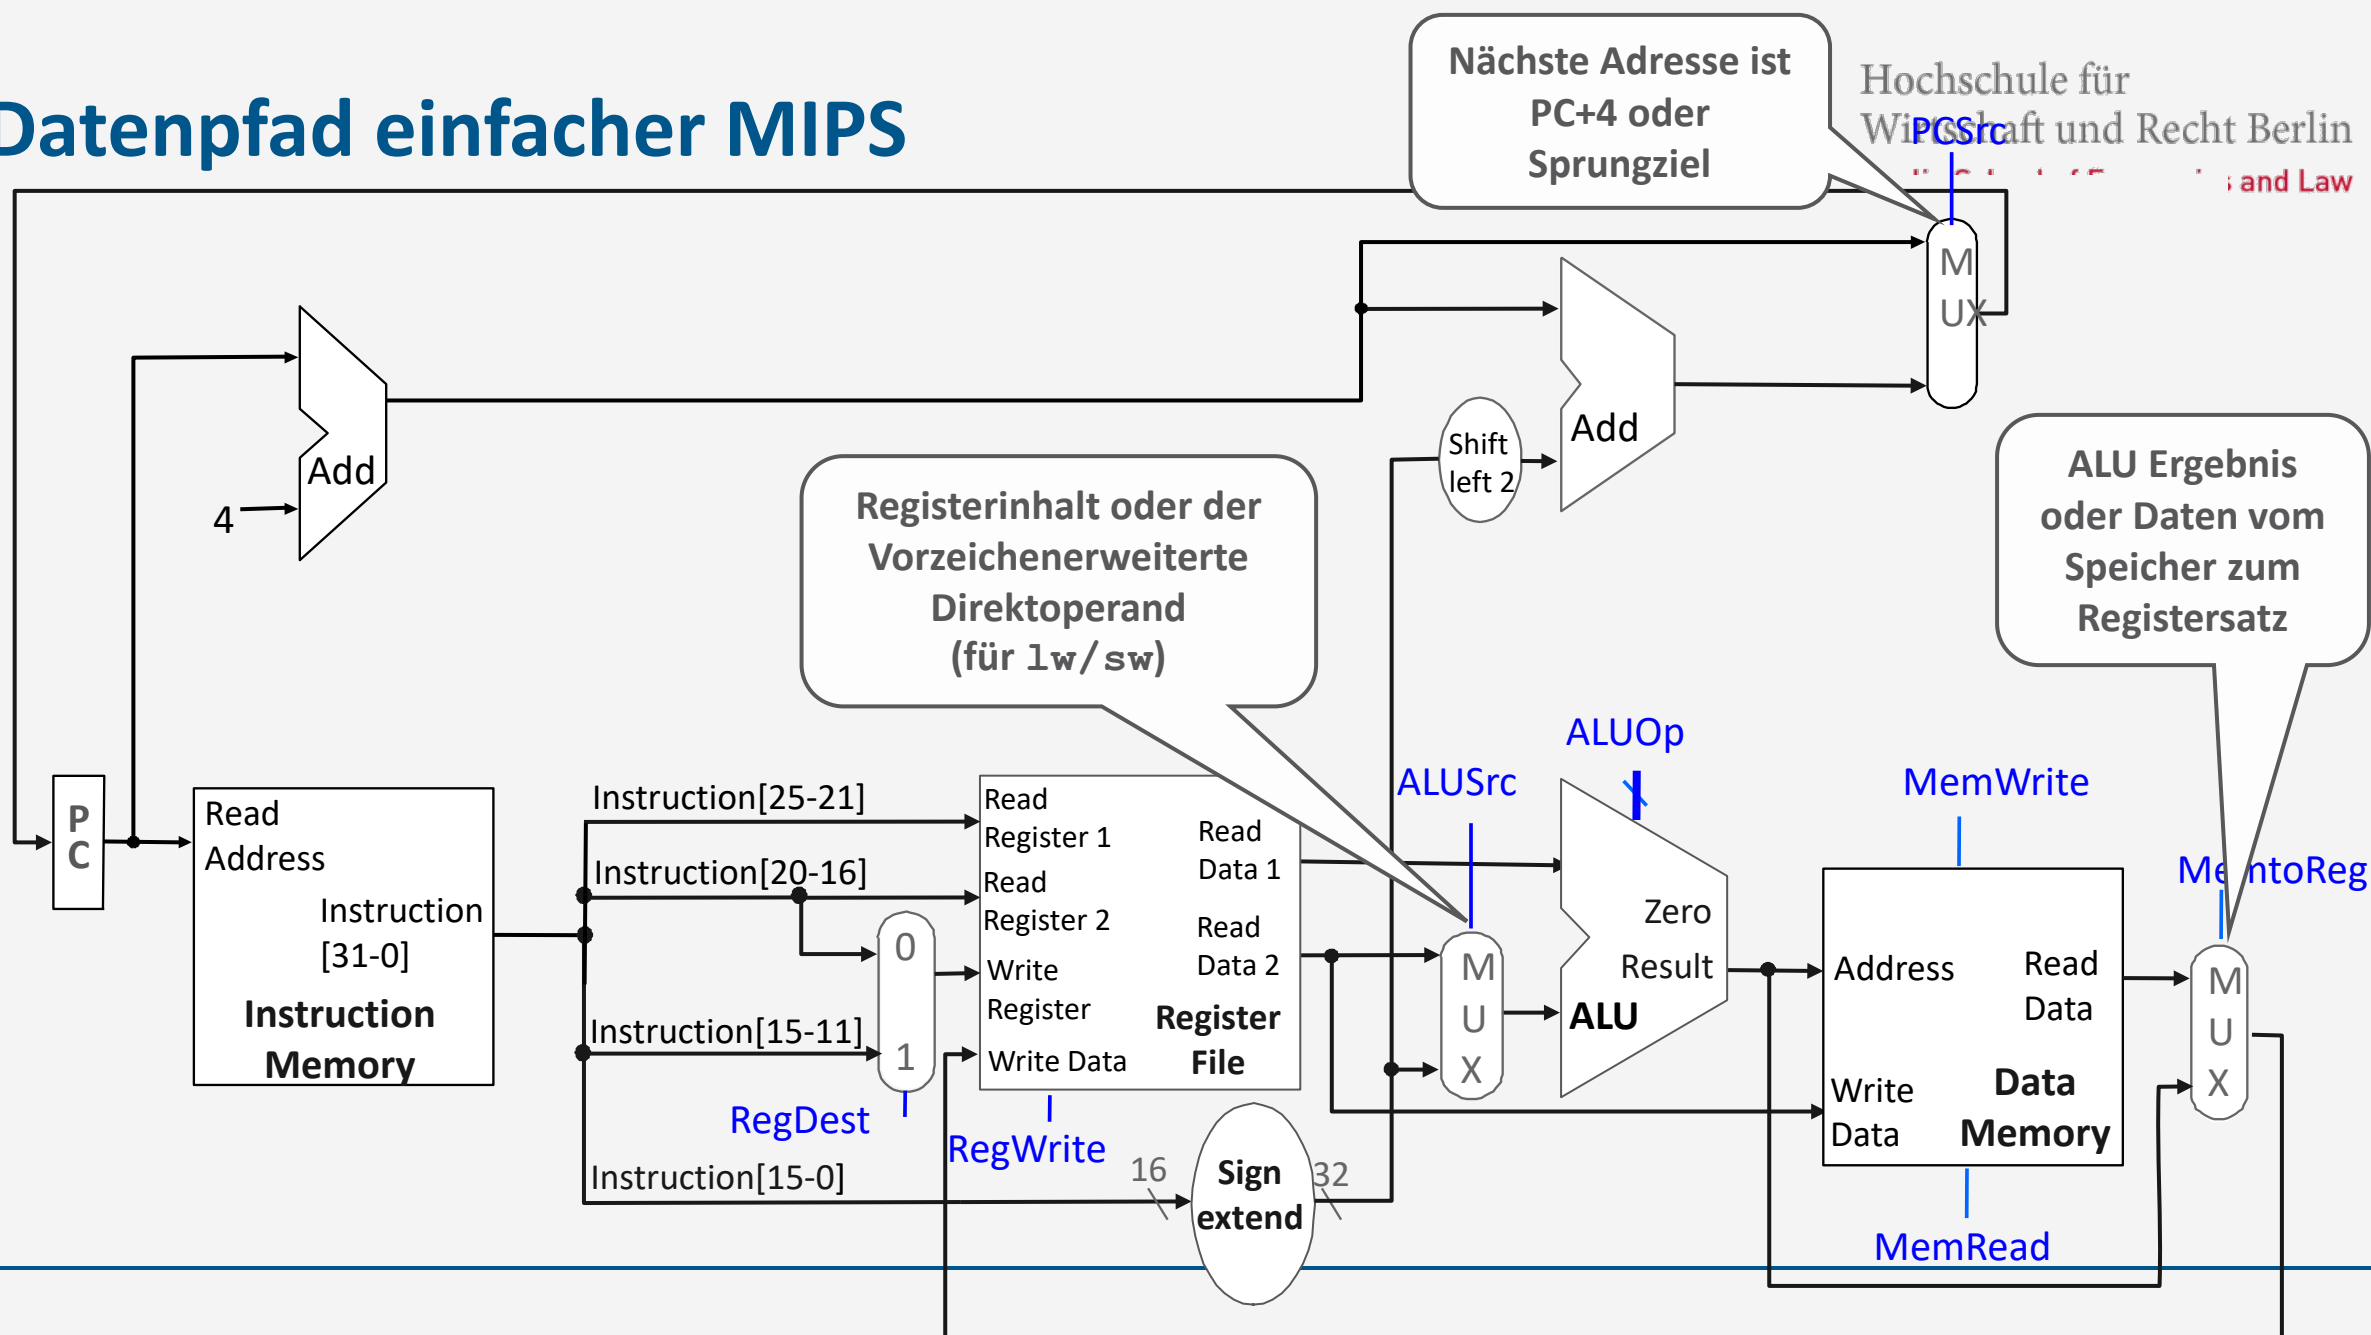 Datenpfad einfacher MIPS
Nächste Adresse ist
PC+4 oder
Sprungziel
Hochschule für
Wirtschaft und Recht Berlin
and Law
PCSrc
M
UX
Add
4
Shift
left 2
Add
Registerinhalt oder der
Vorzeichenerweiterte
Direktoperand
(für lw/sw)
ALU Ergebnis
oder Daten vom
Speicher zum
Registersatz
P
C
Read
Address
Instruction
[31-0]
Instruction
Memory
Instruction[25-21]
Instruction[20-16]
Instruction[15-11]
Instruction[15-0]
0
1
RegDest
Read
Register 1
Read
Register 2
Write
Register
Write Data
Read
Data 1
Read
Data 2
Register
File
RegWrite
16
Sign
extend
32
ALUSrc
M
U
X
ALUOp
Zero
Result
ALU
MemWrite
Address
Read
Data
Write
Data
Data
Memory
MemRead
MemtoReg
M
U
X